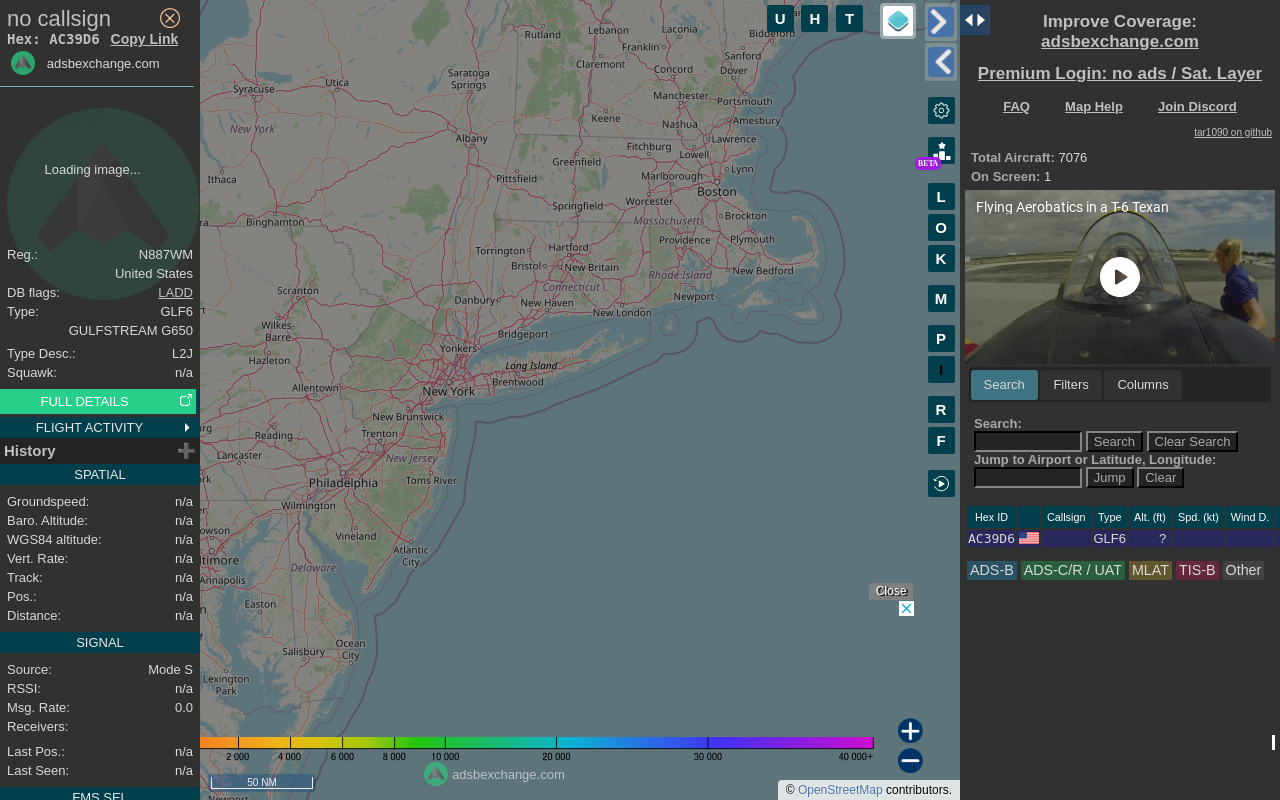 no callsign
Hex: AC39D6 Copy Link
adsbexchange.com
Loading image...
Reg.: N887WM
United States
DB flags: LADD
Type: GLF6
GULFSTREAM G650
Type Desc.: L2J
Squawk: n/a
FULL DETAILS
FLIGHT ACTIVITY
History
SPATIAL
Groundspeed: n/a
Baro. Altitude: n/a
WGS84 altitude: n/a
Vert. Rate: n/a
Track: n/a
Pos.: n/a
Distance: n/a
SIGNAL
Source: Mode S
RSSI: n/a
Msg. Rate: 0.0
Receivers:
Last Pos.: n/a
Last Seen: n/a
FMS SEL
U H T
BETA
L
O
K
M
P
I
R
F
Rutland
Lebanon
Laconia
Biddeford
Franklin
Claremont
Sanford
Concord
Dover
Saratoga
Springs
Utica
Syracuse
Manchester
Portsmouth
Keene
Nashua
Amesbury
New York
Albany
Lawrence
Fitchburg
Lowell
Greenfield
Lynn
Ithaca
Pittsfield
Marlborough
Boston
Worcester
Springfield
Massachusetts
Brockton
Binghamton
Providence
Plymouth
Torrington
Hartford
Bristol
New Britain
Rhode Island
New Bedford
Connecticut
Scranton
Danbury
New Haven
Newport
New London
Wilkes-
Barre
Bridgeport
Yonkers
Hazleton
Long Island
Brentwood
Allentown
New York
New Brunswick
Reading
Trenton
Lancaster
New Jersey
Philadelphia
Toms River
Wilmington
Vineland
Atlantic
City
Delaware
Annapolis
Easton
Ocean
City
Salisbury
Lexington
Park
Close
2 000 4 000 6 000 8 000 10 000 20 000 30 000 40 000+
adsbexchange.com
50 NM
© OpenStreetMap contributors.
Improve Coverage:
adsbexchange.com
Premium Login: no ads / Sat. Layer
FAQ Map Help Join Discord
tar1090 on github
Total Aircraft: 7076
On Screen: 1
Flying Aerobatics in a T-6 Texan
Search Filters Columns
Search:
Search Clear Search
Jump to Airport or Latitude, Longitude:
Jump Clear
Hex ID Callsign Type Alt. (ft) Spd. (kt) Wind D.
AC39D6 GLF6 ?
ADS-B ADS-C/R / UAT MLAT TIS-B Other